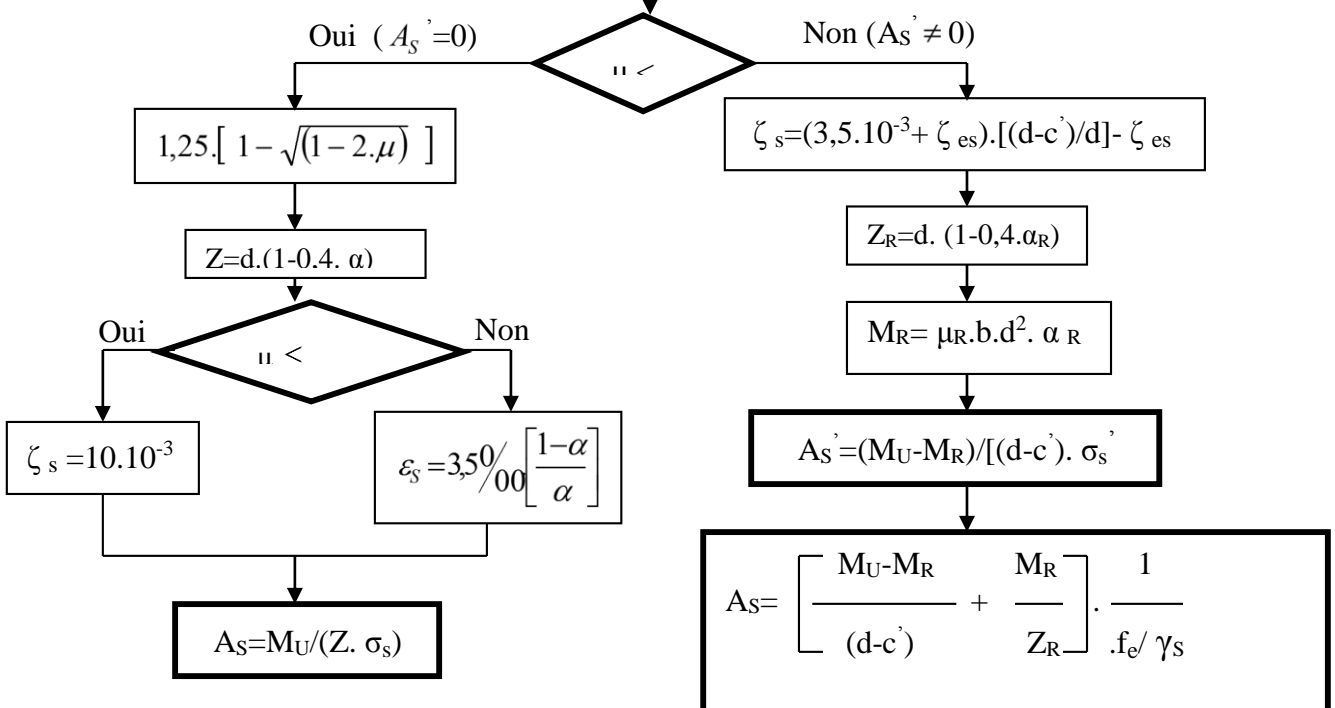 Oui ( A_S'=0)
Non (A_S' ≠ 0)
μ <
1,25.[ 1 − √(1 − 2.μ) ]
ζ_s=(3,5.10⁻³+ ζ_es).[(d-c')/d]- ζ_es
Z=d.(1-0,4. α)
Z_R=d. (1-0,4.α_R)
Oui
Non
μ <
M_R= μ_R.b.d². α_R
ζ_s =10.10⁻³
ε_S = 3,5 0/00 [ (1−α)/α ]
A_S'=(M_U-M_R)/[(d-c'). σ_s'
A_S=M_U/(Z. σ_s)
A_S= [ (M_U-M_R)/(d-c') + M_R/Z_R ] . 1/.f_e/ γ_S